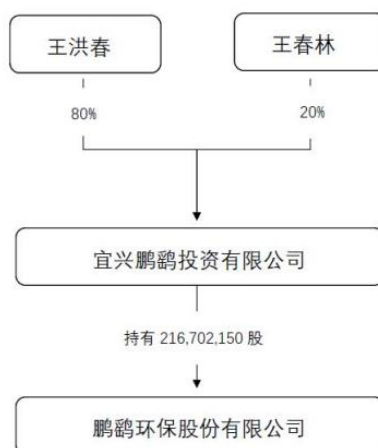 王洪春
王春林
80%
20%
宜兴鹏鹞投资有限公司
持有 216,702,150 股
鹏鹞环保股份有限公司